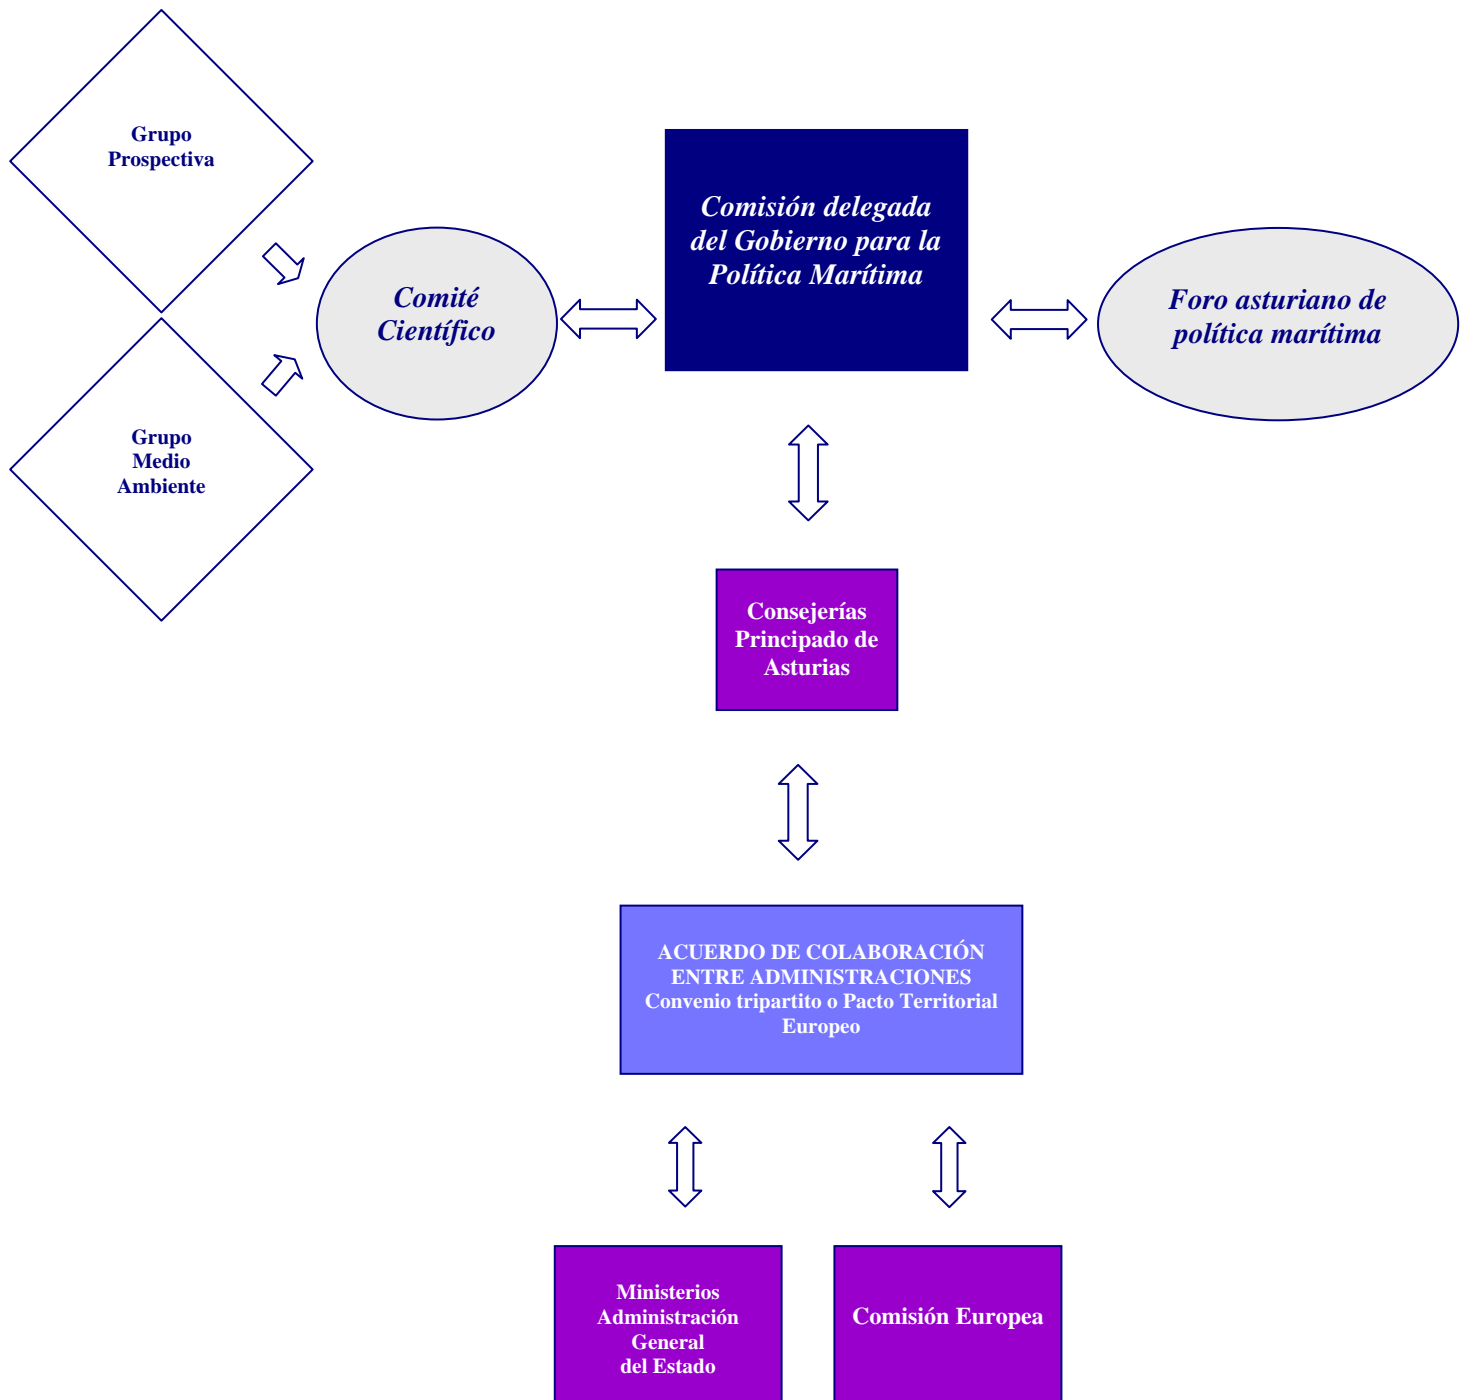 Grupo
Prospectiva
Comisión delegada
del Gobierno para la
Política Marítima
Comité
Científico
Foro asturiano de
política marítima
Grupo
Medio
Ambiente
Consejerías
Principado de
Asturias
ACUERDO DE COLABORACIÓN
ENTRE ADMINISTRACIONES
Convenio tripartito o Pacto Territorial
Europeo
Ministerios
Administración
General
del Estado
Comisión Europea